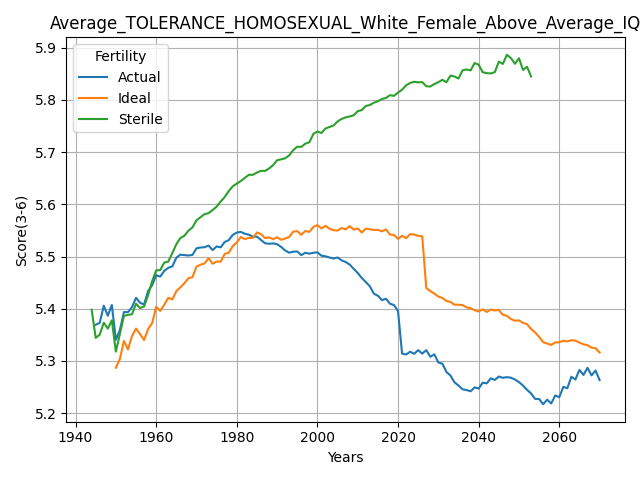 Average_TOLERANCE_HOMOSEXUAL_White_Female_Above_Average_IQ
Fertility
Actual
Ideal
Sterile
Score(3-6)
5.9
5.8
5.7
5.6
5.5
5.4
5.3
5.2
1940 1960 1980 2000 2020 2040 2060
Years